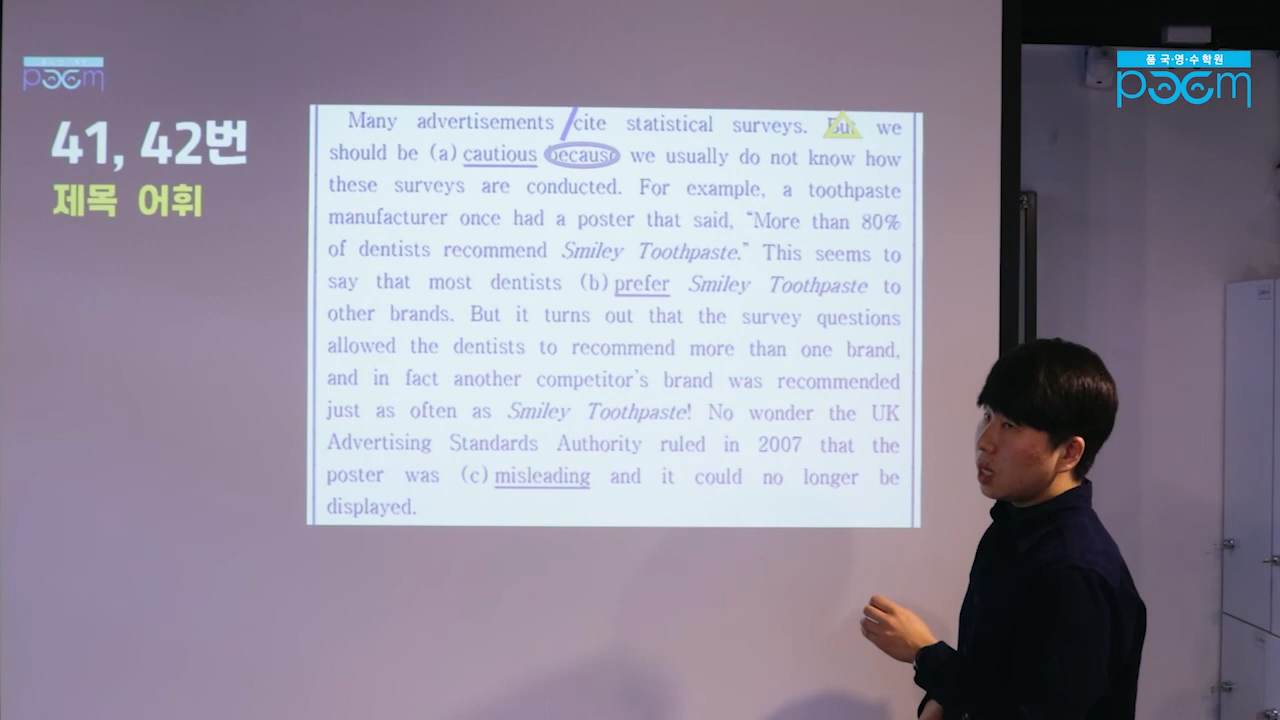 poem
41, 42번
제목 어휘
Many advertisements cite statistical surveys. But we
should be (a) cautious because we usually do not know how
these surveys are conducted. For example, a toothpaste
manufacturer once had a poster that said, “More than 80%
of dentists recommend Smiley Toothpaste.” This seems to
say that most dentists (b) prefer Smiley Toothpaste to
other brands. But it turns out that the survey questions
allowed the dentists to recommend more than one brand,
and in fact another competitor's brand was recommended
just as often as Smiley Toothpaste! No wonder the UK
Advertising Standards Authority ruled in 2007 that the
poster was (c) misleading and it could no longer be
displayed.
품 국·영·수학원
poem